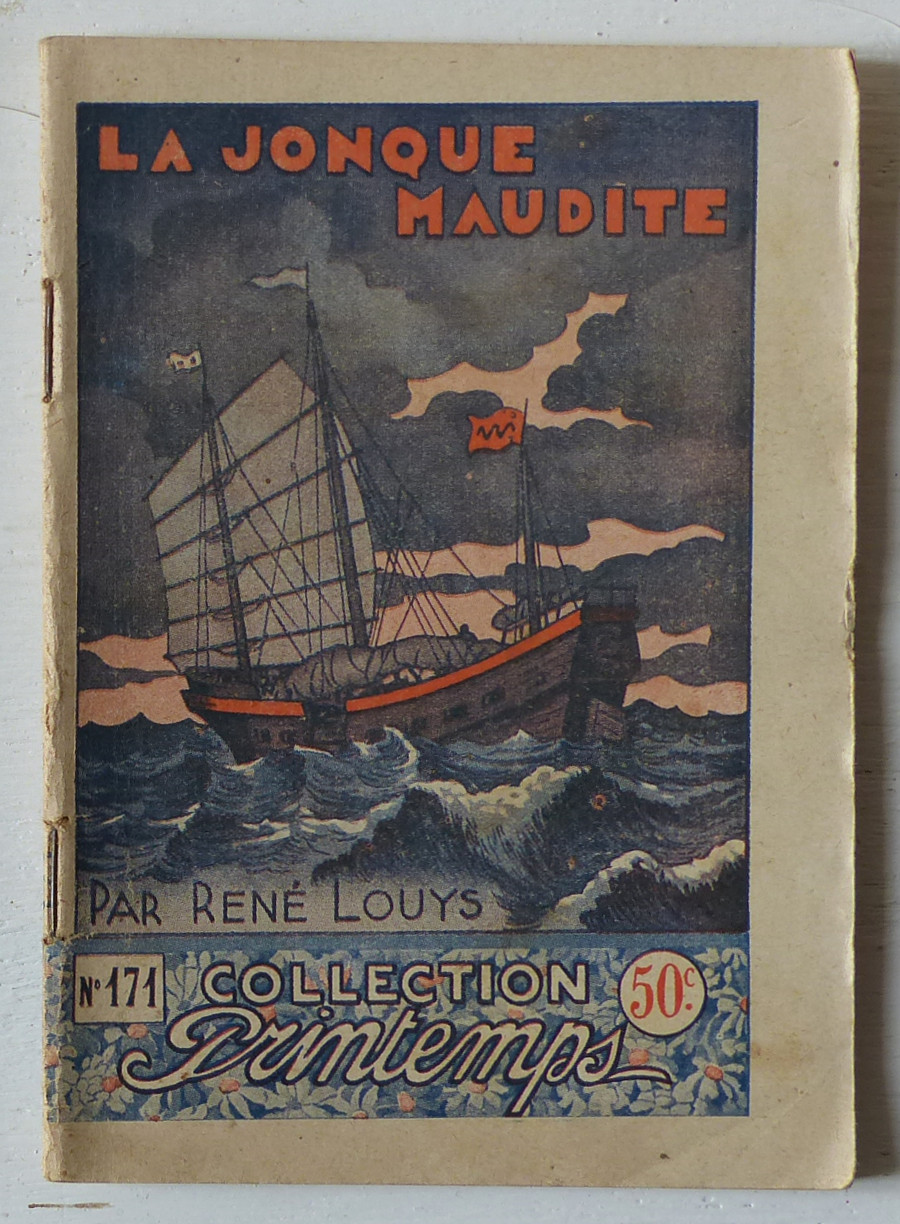 LA JONQUE
MAUDITE
PAR RENÉ LOUYS
N° 171
COLLECTION
Printemps
50c.